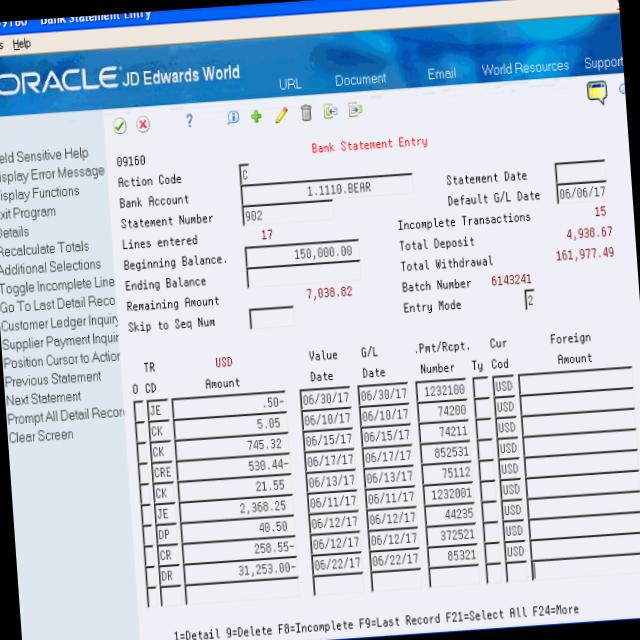 Bank Statement Entry
Help
ORACLE JD Edwards World
URL Document Email World Resources Support
eld Sensitive Help
isplay Error Message
isplay Functions
xit Program
etails
Recalculate Totals
Additional Selections
Toggle Incomplete Line
Go To Last Detail Reco
Customer Ledger Inquiry
Supplier Payment Inquir
Position Cursor to Action
Previous Statement
Next Statement
Prompt All Detail Record
Clear Screen
09160 Bank Statement Entry
Action Code C Statement Date
Bank Account 1.1110.BEAR Default G/L Date 06/06/17
Statement Number 902 Incomplete Transactions 15
Lines entered 17 Total Deposit 4,938.67
Beginning Balance. 150,000.00 Total Withdrawal 161,977.49
Ending Balance Batch Number 6143241
Remaining Amount 7,038.82 Entry Mode 2
Skip to Seq Num
TR USD Value G/L .Pmt/Rcpt. Cur Foreign
O CD Amount Date Date Number Ty Cod Amount
JE .50- 06/30/17 06/30/17 1232100 USD
CK 5.05 06/10/17 06/10/17 74200 USD
CK 745.32 06/15/17 06/15/17 74211 USD
CRE 530.44- 06/17/17 06/17/17 852531 USD
CK 21.55 06/13/17 06/13/17 75112 USD
JE 2,368.25 06/11/17 06/11/17 1232001 USD
DP 40.50 06/12/17 06/12/17 44235 USD
CR 258.55- 06/12/17 06/12/17 372521 USD
DR 31,253.00- 06/22/17 06/22/17 85321 USD
1=Detail 9=Delete F8=Incomplete F9=Last Record F21=Select All F24=More